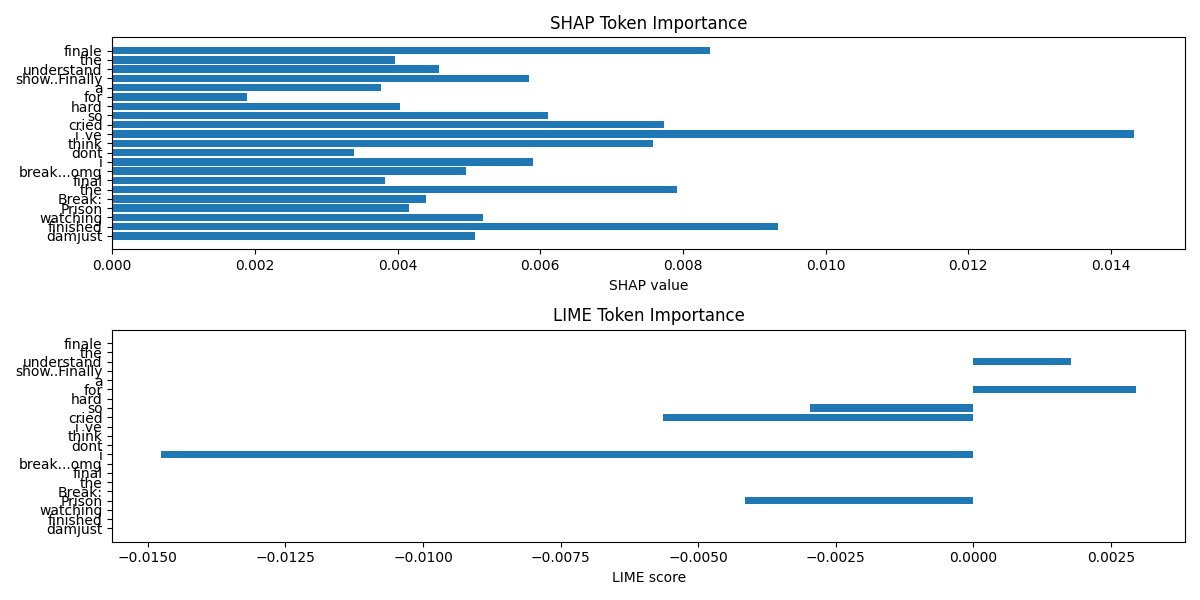 SHAP Token Importance
finale
the
understand
show..Finally
a
for
hard
so
cried
i´ve
think
dont
i
break...omg
final
the
Break:
Prison
watching
finished
damjust
0.000 0.002 0.004 0.006 0.008 0.010 0.012 0.014
SHAP value
LIME Token Importance
finale
the
understand
show..Finally
a
for
hard
so
cried
i´ve
think
dont
i
break...omg
final
the
Break:
Prison
watching
finished
damjust
−0.0150 −0.0125 −0.0100 −0.0075 −0.0050 −0.0025 0.0000 0.0025
LIME score